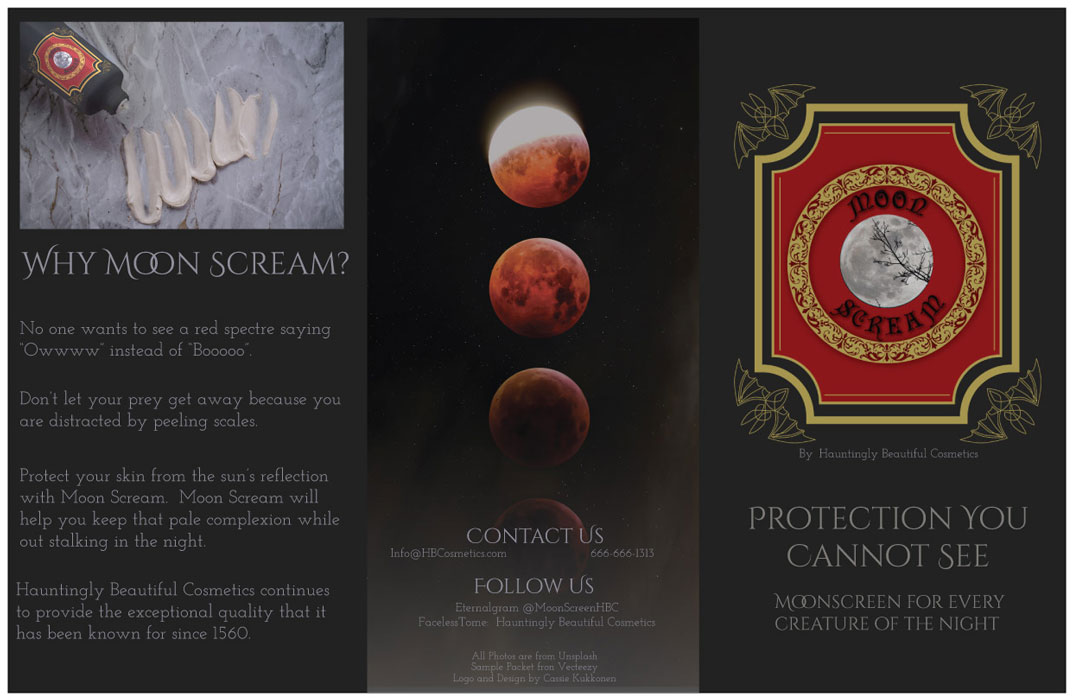 Why Moon Scream?
No one wants to see a red spectre saying
"Owwww" instead of "Booooo".
Don't let your prey get away because you
are distracted by peeling scales.
Protect your skin from the sun's reflection
with Moon Scream. Moon Scream will
help you keep that pale complexion while
out stalking in the night.
Hauntingly Beautiful Cosmetics continues
to provide the exceptional quality that it
has been known for since 1560.
Contact Us
Info@HBCosmetics.com 666-666-1313
Follow Us
Eternalgram @MoonScreenHBC
FacelessTome: Hauntingly Beautiful Cosmetics
All Photos are from Unsplash
Sample Packet fron Vecteezy
Logo and Design by Cassie Kukkonen
MOON
SCREAM
By Hauntingly Beautiful Cosmetics
Protection You
Cannot See
Moonscreen for every
creature of the night